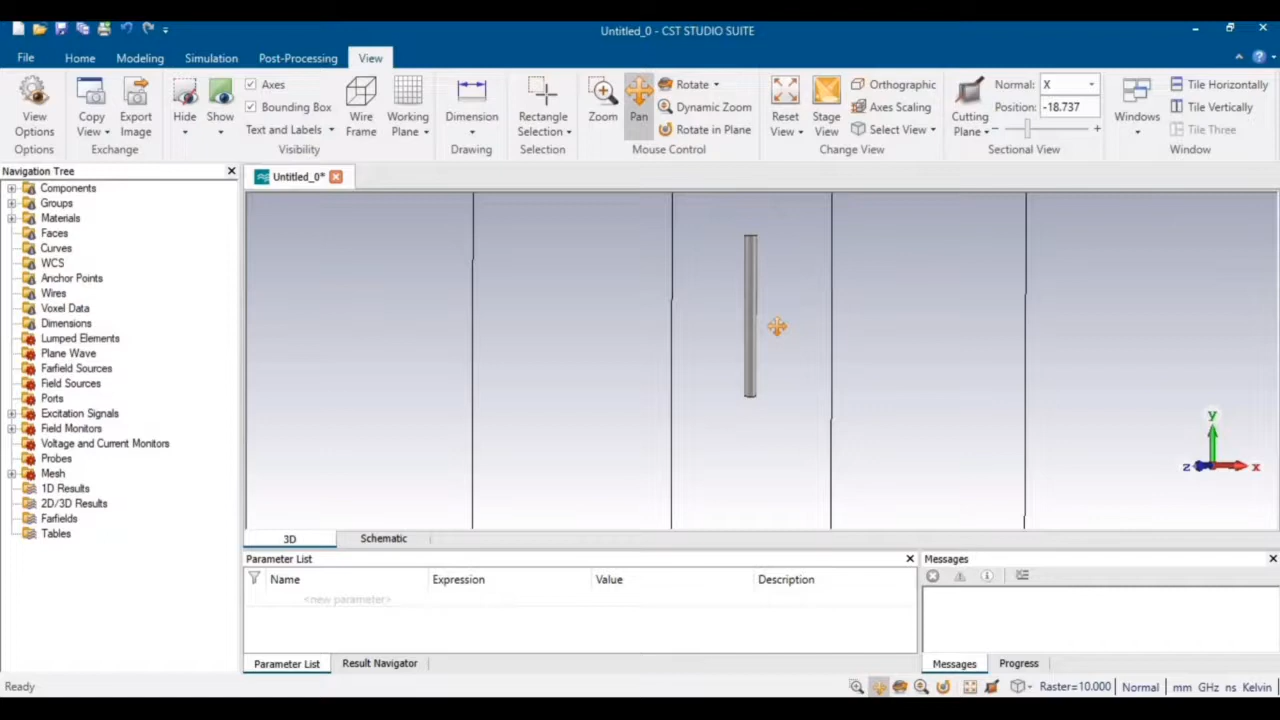 Untitled_0 - CST STUDIO SUITE
File Home Modeling Simulation Post-Processing View
View Options
Options
Copy View
Export Image
Exchange
Hide
Show
Axes
Bounding Box
Text and Labels
Wire Frame
Working Plane
Visibility
Dimension
Drawing
Rectangle Selection
Selection
Zoom
Pan
Rotate
Dynamic Zoom
Rotate in Plane
Mouse Control
Reset View
Stage View
Orthographic
Axes Scaling
Select View
Change View
Cutting Plane
Normal: X
Position: -18.737
Sectional View
Windows
Tile Horizontally
Tile Vertically
Tile Three
Window
Navigation Tree
Components
Groups
Materials
Faces
Curves
WCS
Anchor Points
Wires
Voxel Data
Dimensions
Lumped Elements
Plane Wave
Farfield Sources
Field Sources
Ports
Excitation Signals
Field Monitors
Voltage and Current Monitors
Probes
Mesh
1D Results
2D/3D Results
Farfields
Tables
Untitled_0*
y
z x
3D Schematic
Parameter List
Name Expression Value Description
<new parameter>
Parameter List Result Navigator
Messages
Messages Progress
Ready
Raster=10.000 Normal mm GHz ns Kelvin